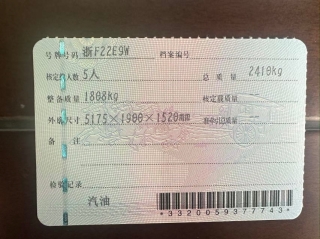 号牌号码 浙F22E9W 档案编号
核定载人数 5人 总质量 2410kg
整备质量 1808kg 核定载质量
外廓尺寸 5175×1900×1520mm 准牵引总质量 —
备注
检验记录
汽油
*3320059377743*